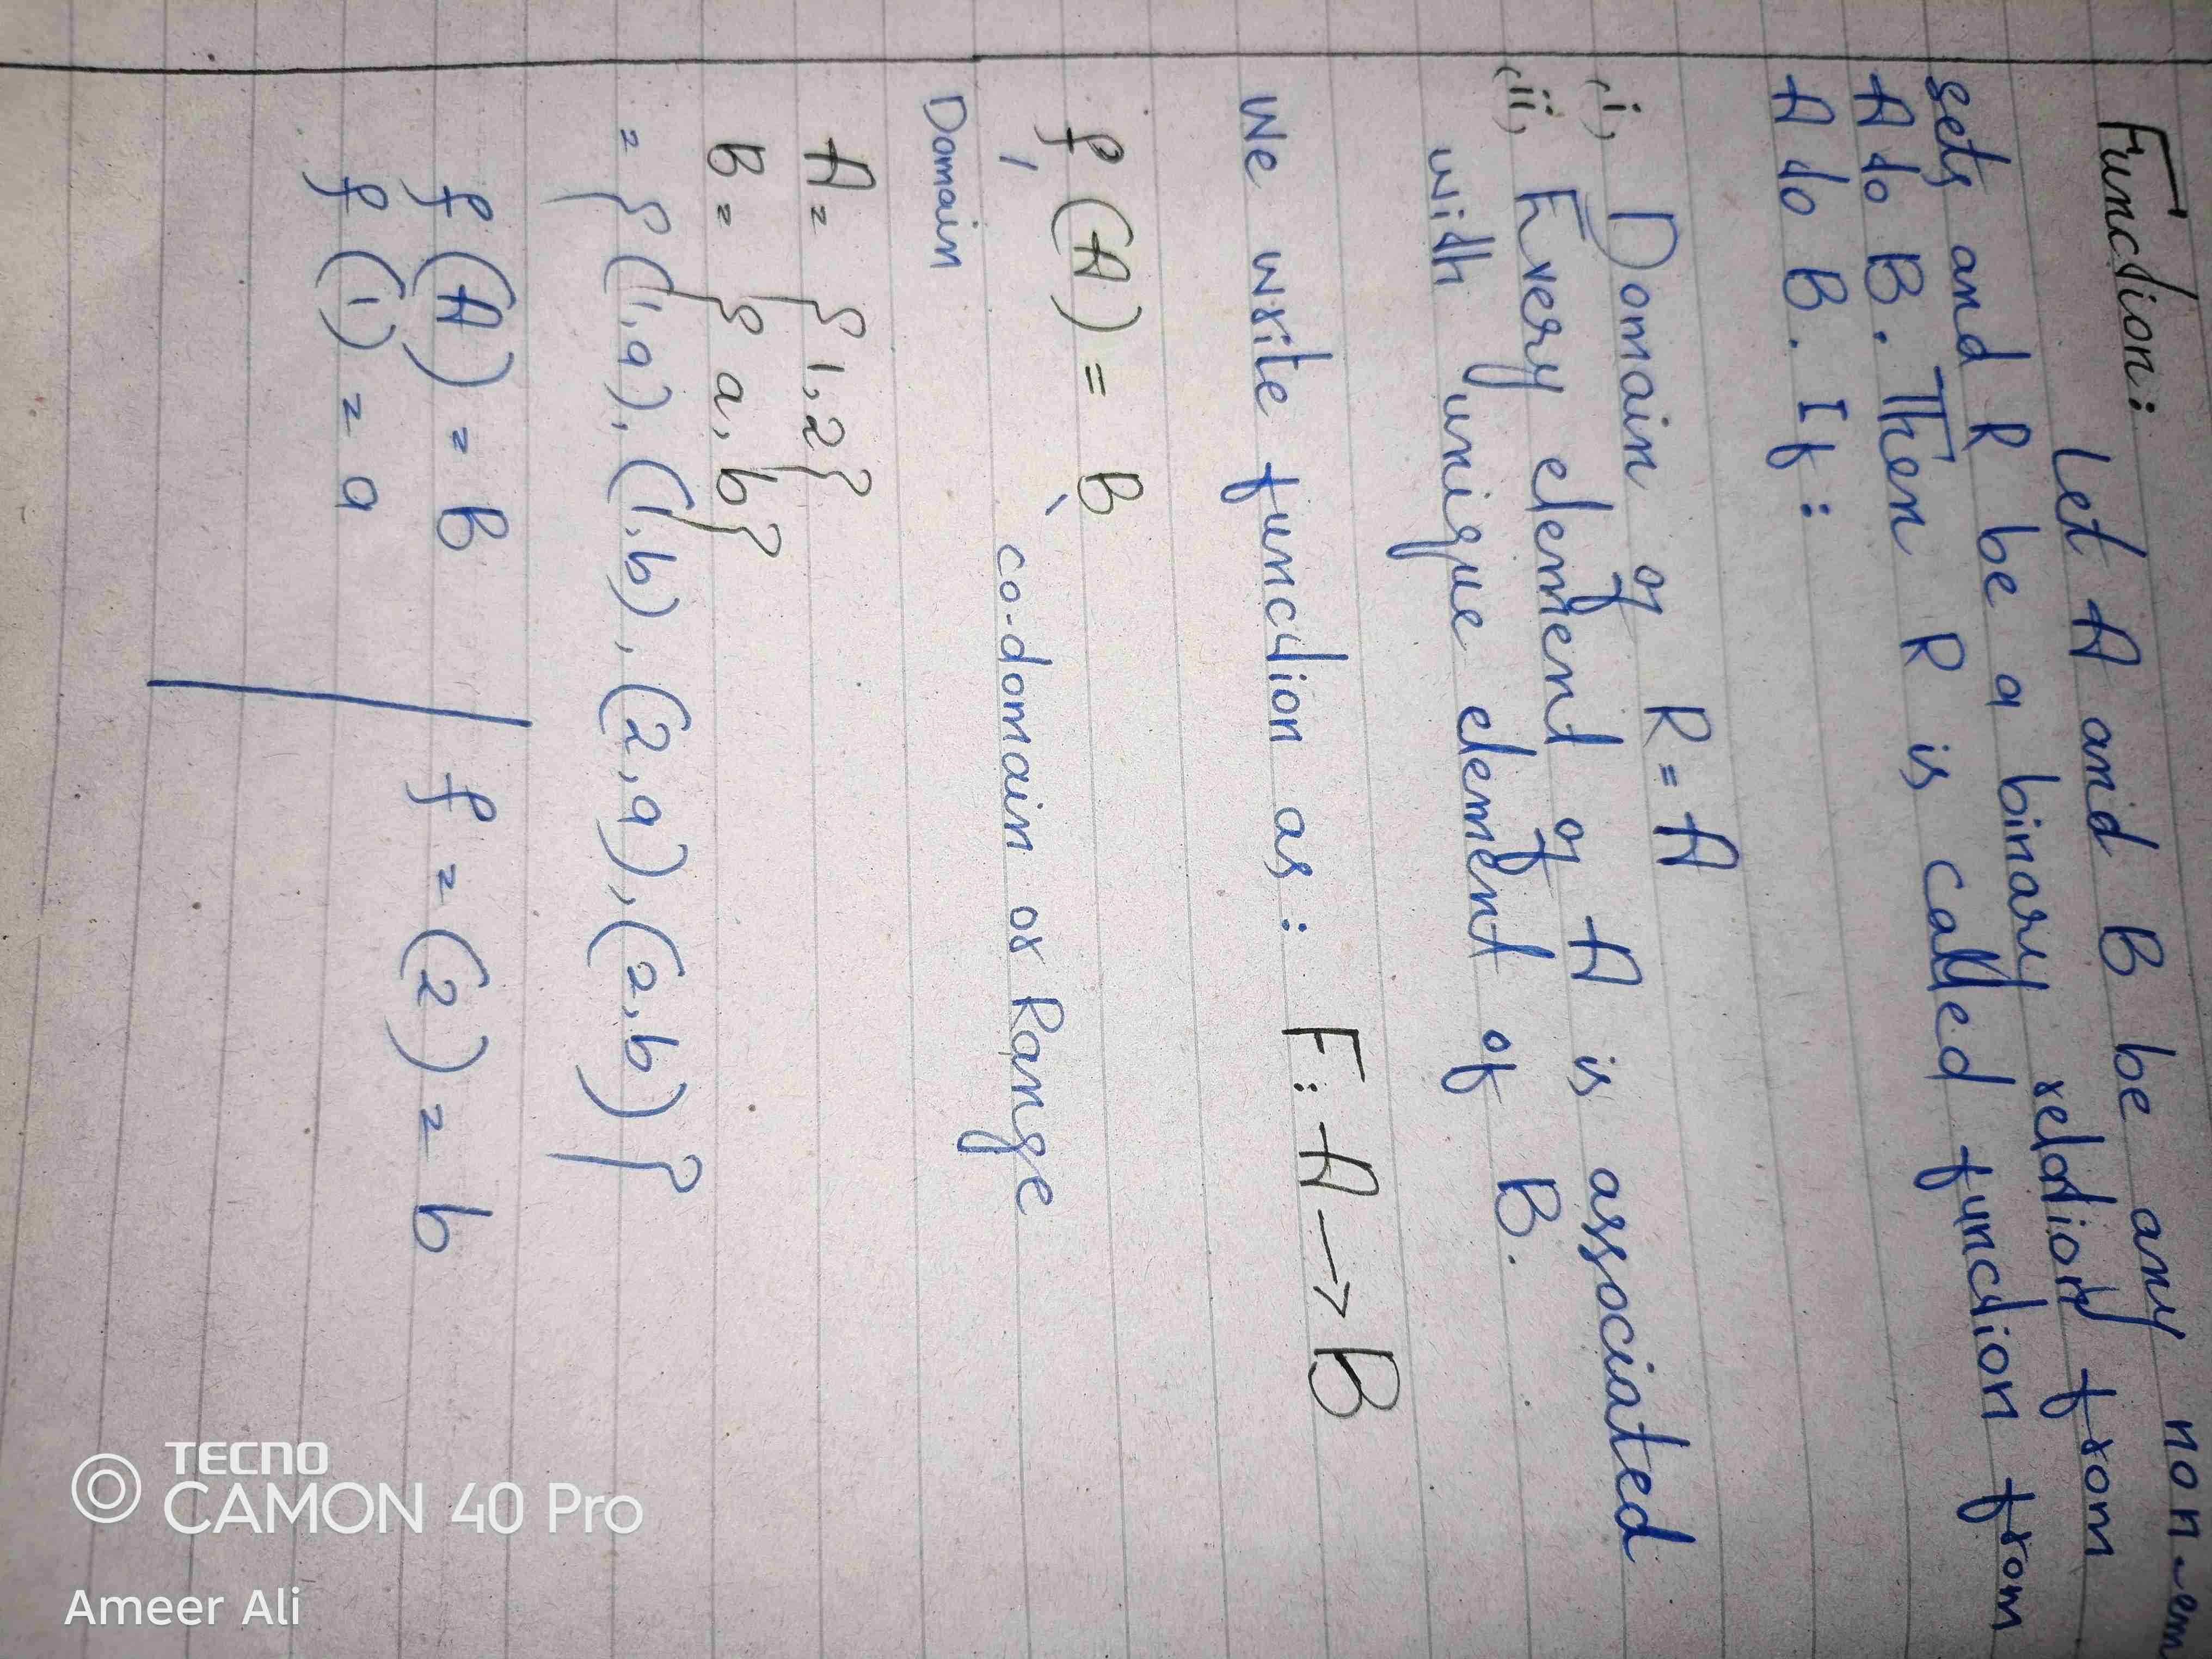 Function:
Let A and B be any non-em
sets and R be a binary relation from
A to B. Then R is called function from
A to B. If:
(i) Domain of R = A
(ii) Every element of A is associated
with unique element of B.
We write function as: F: A → B
f (A) = B
co-domain or Range
Domain
A = {1,2}
B = {a, b}
= {(1,a), (1,b), (2,a), (2,b)}
f(A) = B
f = (2) = b
f(1) = a
TECNO
CAMON 40 Pro
Ameer Ali